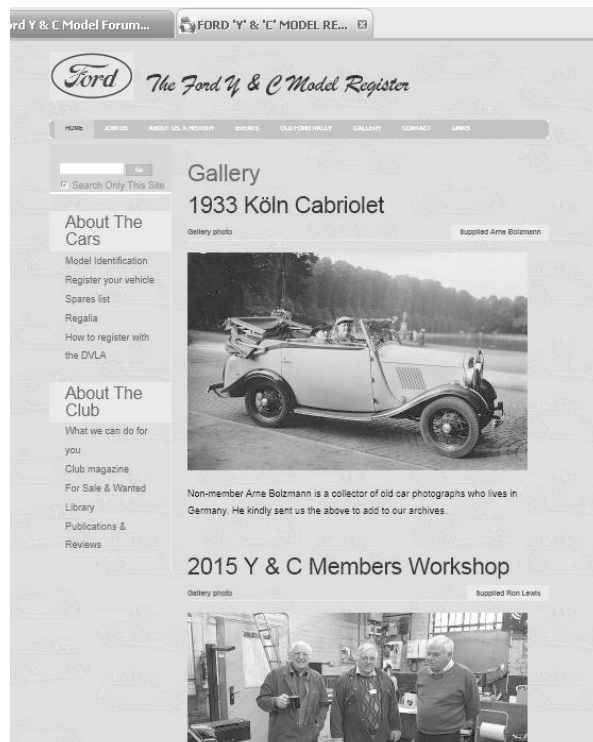 rd Y & C Model Forum...
FORD 'Y' & 'C' MODEL RE...
Ford
The Ford Y & C Model Register
HOME JOIN US ABOUT US, A HISTORY EVENTS OLD FORD RALLY GALLERY CONTACT LINKS
Go
Search Only This Site
About The
Cars
Model Identification
Register your vehicle
Spares list
Regalia
How to register with
the DVLA
About The
Club
What we can do for
you
Club magazine
For Sale & Wanted
Library
Publications &
Reviews
Gallery
1933 Köln Cabriolet
Gallery photo
Supplied Arne Bolzmann
Non-member Arne Bolzmann is a collector of old car photographs who lives in
Germany. He kindly sent us the above to add to our archives.
2015 Y & C Members Workshop
Gallery photo
Supplied Ron Lewis